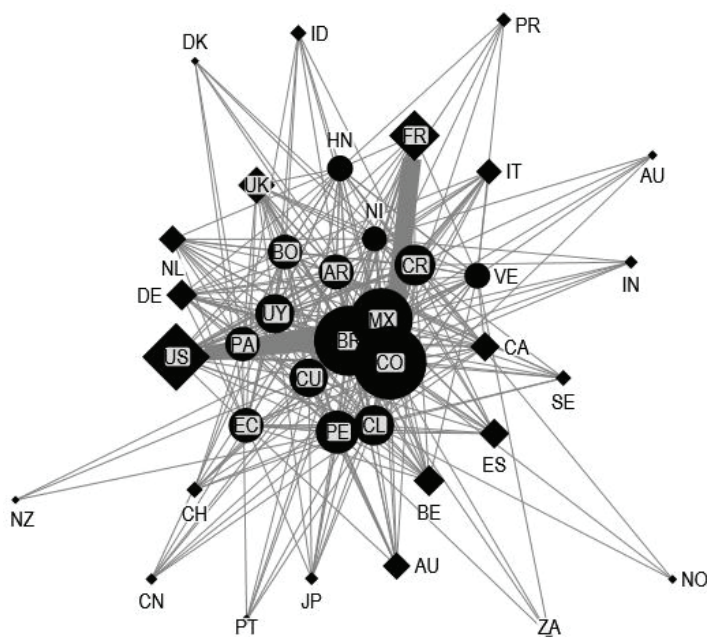 PR
ID
DK
FR
HN
IT
AU
UK
NI
BO
NL
AR
CR
VE
IN
DE
UY
MX
BR
PA
CA
US
CO
CU
SE
EC
PE
CL
ES
CH
BE
NZ
AU
CN
JP
NO
PT
ZA